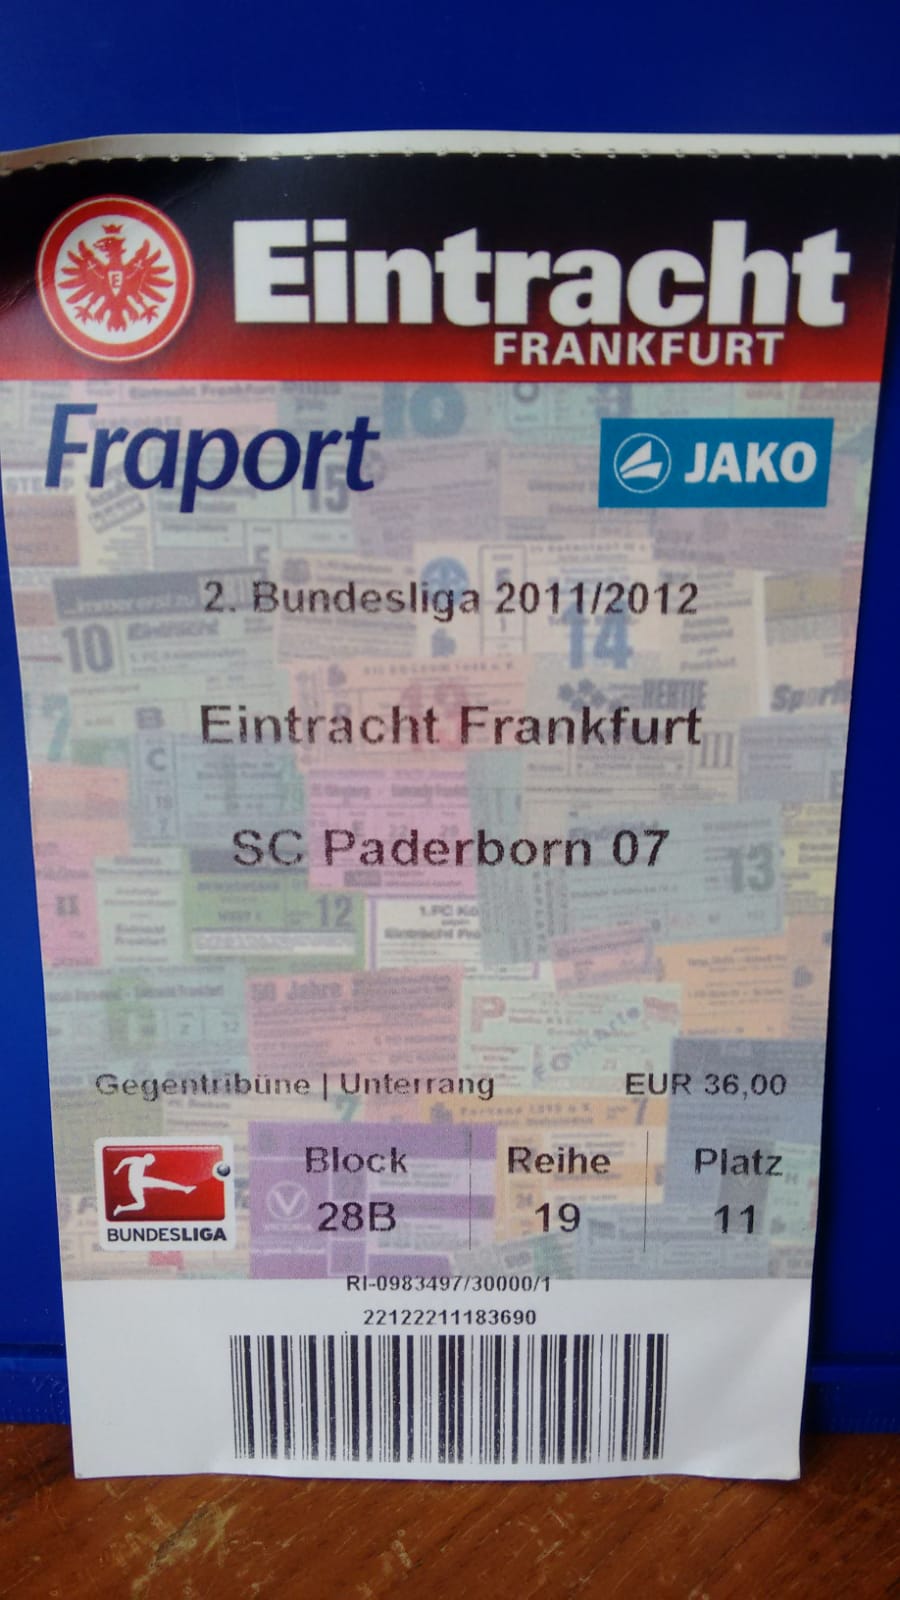 Eintracht
FRANKFURT
Fraport
JAKO
2. Bundesliga 2011/2012
Eintracht Frankfurt
SC Paderborn 07
Gegentribüne | Unterrang EUR 36,00
Block Reihe Platz
28B 19 11
BUNDESLIGA
RI-0983497/30000/1
22122211183690